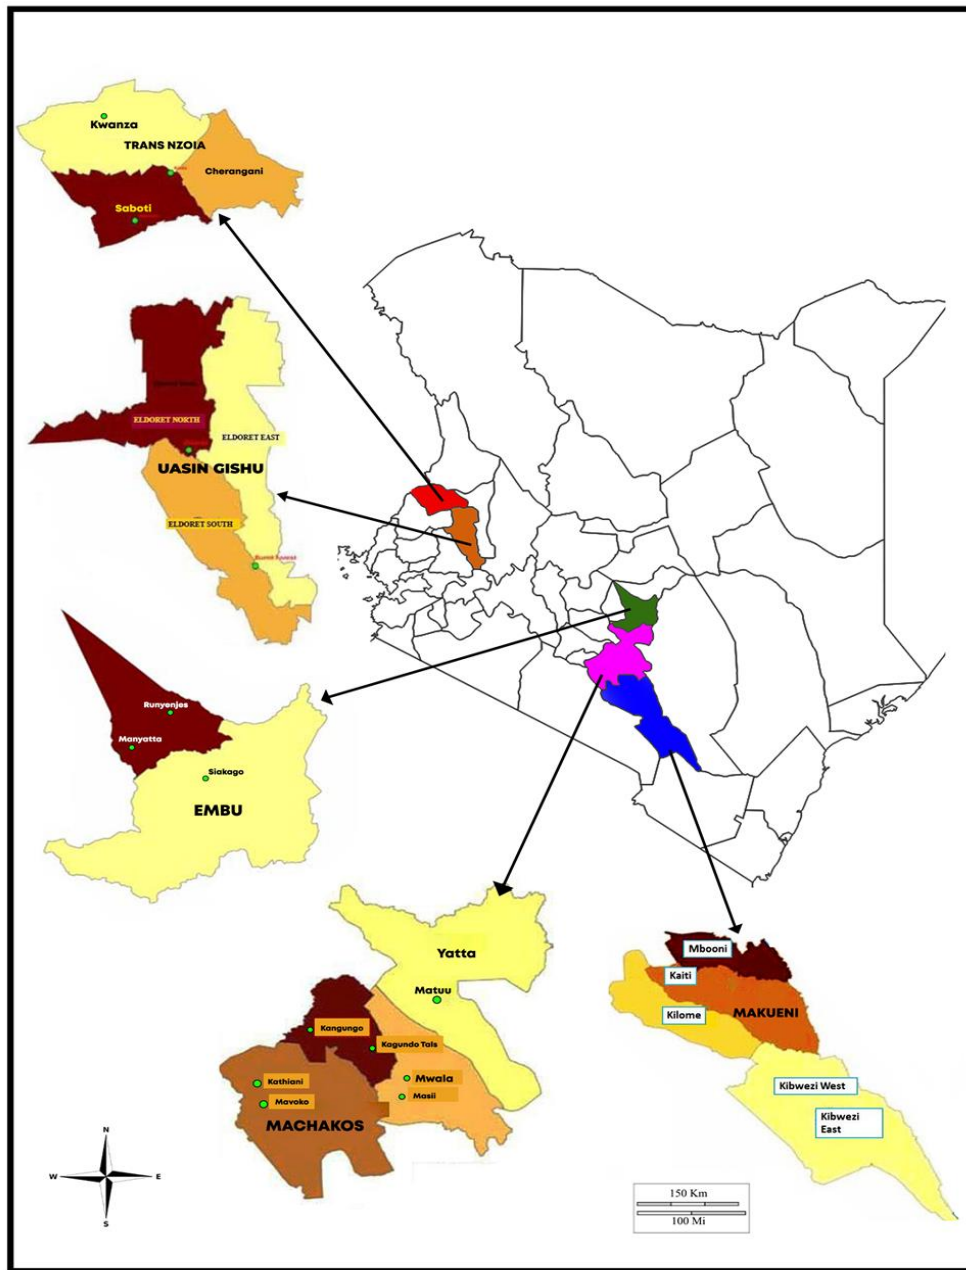 Kwanza
TRANS NZOIA
Cherangani
Saboti
ELDORET NORTH
ELDORET EAST
UASIN GISHU
ELDORET SOUTH
Runyenjes
Manyatta
Siakago
EMBU
Yatta
Matuu
Kangungo
Kagundo Tals
Kathiani
Mwala
Mavoko
Masii
MACHAKOS
Mbooni
Kaiti
MAKUENI
Kilome
Kibwezi West
Kibwezi
East
N
W
E
S
150 Km
100 Mi